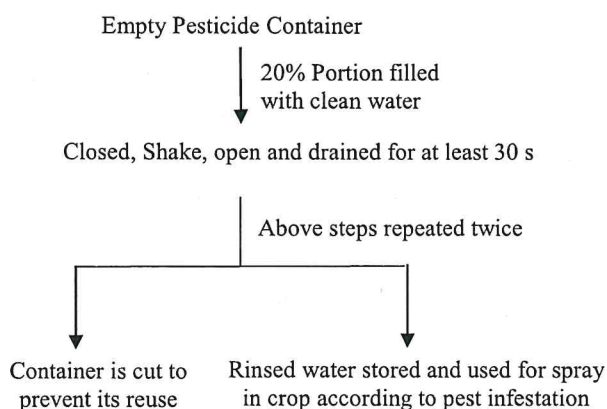 Empty Pesticide Container
20% Portion filled
with clean water
Closed, Shake, open and drained for at least 30 s
Above steps repeated twice
Container is cut to
prevent its reuse
Rinsed water stored and used for spray
in crop according to pest infestation